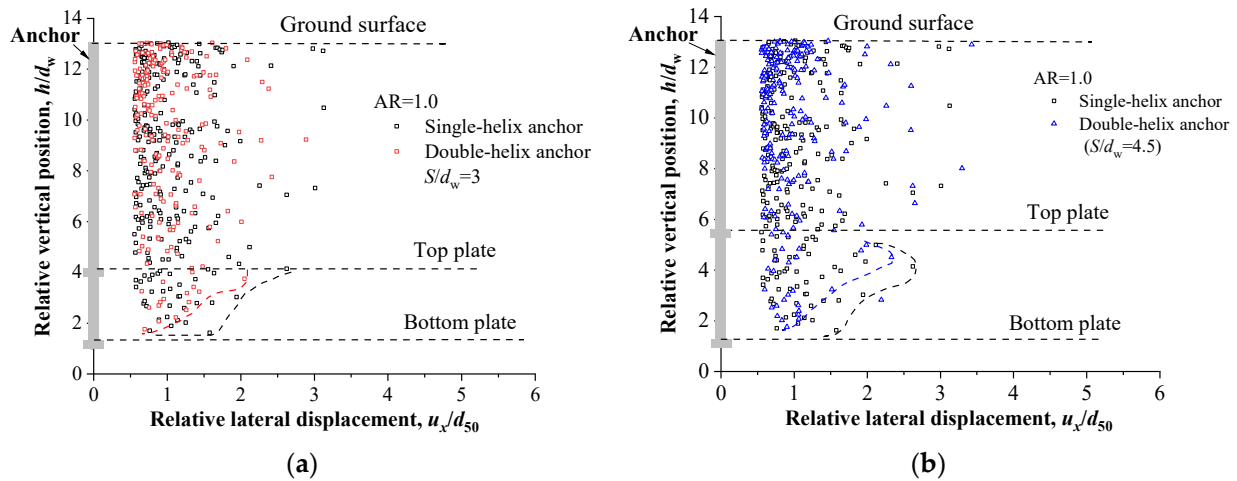 14
Ground surface
Anchor
12
AR=1.0
10
Single-helix anchor
Double-helix anchor
S/dw=3
8
6
Top plate
4
Bottom plate
2
0
0 1 2 3 4 5 6
Relative vertical position, h/dw
Relative lateral displacement, ux/d50
(a)
14
Ground surface
Anchor
12
AR=1.0
10
Single-helix anchor
Double-helix anchor
(S/dw=4.5)
8
6
Top plate
4
2
Bottom plate
0
0 1 2 3 4 5 6
Relative vertical position, h/dw
Relative lateral displacement, ux/d50
(b)